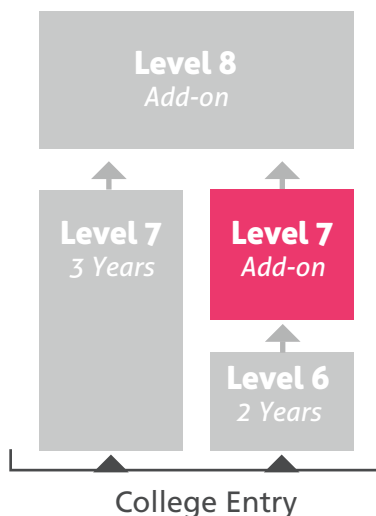 Level 8
Add-on
Level 7
3 Years
Level 7
Add-on
Level 6
2 Years
College Entry